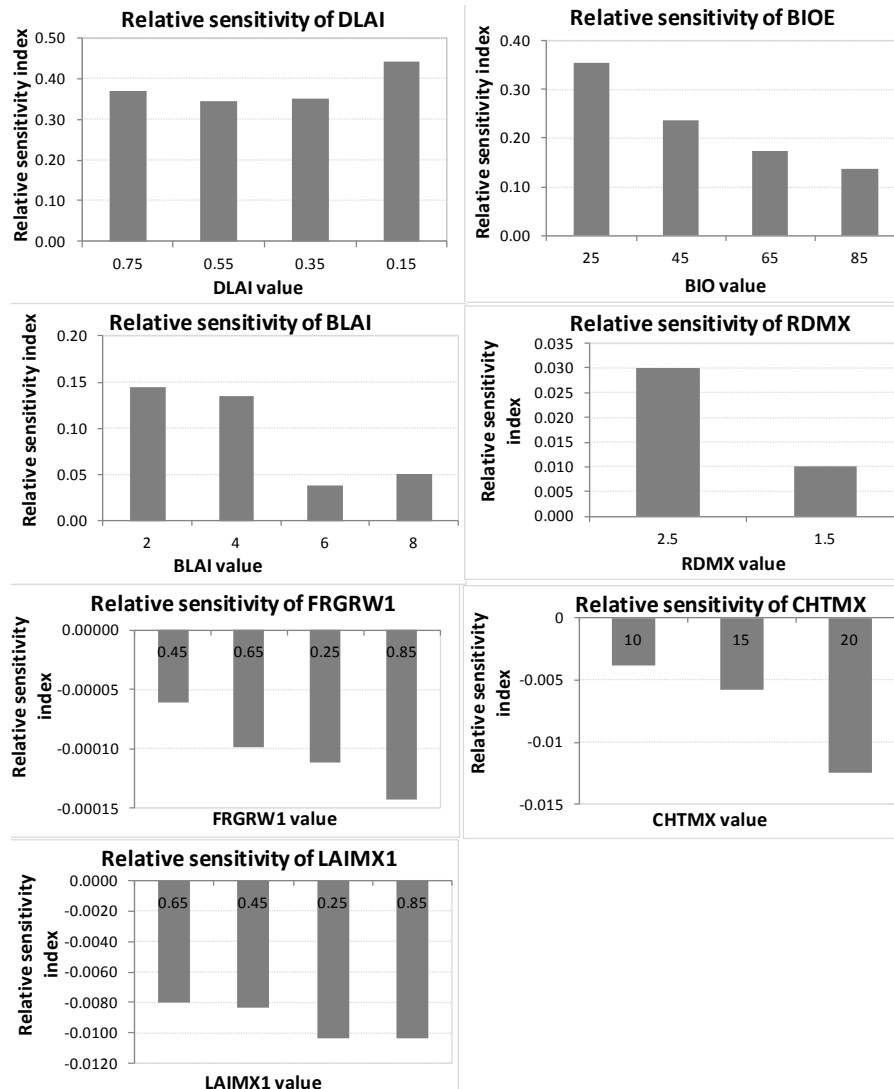 Relative sensitivity of DLAI
Relative sensitivity index
0.50
0.40
0.30
0.20
0.10
0.00
0.75 0.55 0.35 0.15
DLAI value
Relative sensitivity of BIOE
Relative sensitivity index
0.40
0.30
0.20
0.10
0.00
25 45 65 85
BIO value
Relative sensitivity of BLAI
Relative sensitivity index
0.20
0.15
0.10
0.05
0.00
2 4 6 8
BLAI value
Relative sensitivity of RDMX
Relative sensitivity
index
0.035
0.030
0.025
0.020
0.015
0.010
0.005
0.000
2.5 1.5
RDMX value
Relative sensitivity of FRGRW1
Relative sensitivity
index
0.00000
-0.00005
-0.00010
-0.00015
0.45 0.65 0.25 0.85
FRGRW1 value
Relative sensitivity of CHTMX
Relative sensitivity
index
0
-0.005
-0.01
-0.015
10 15 20
CHTMX value
Relative sensitivity of LAIMX1
Relative sensitivity
index
0.0000
-0.0020
-0.0040
-0.0060
-0.0080
-0.0100
-0.0120
0.65 0.45 0.25 0.85
LAIMX1 value